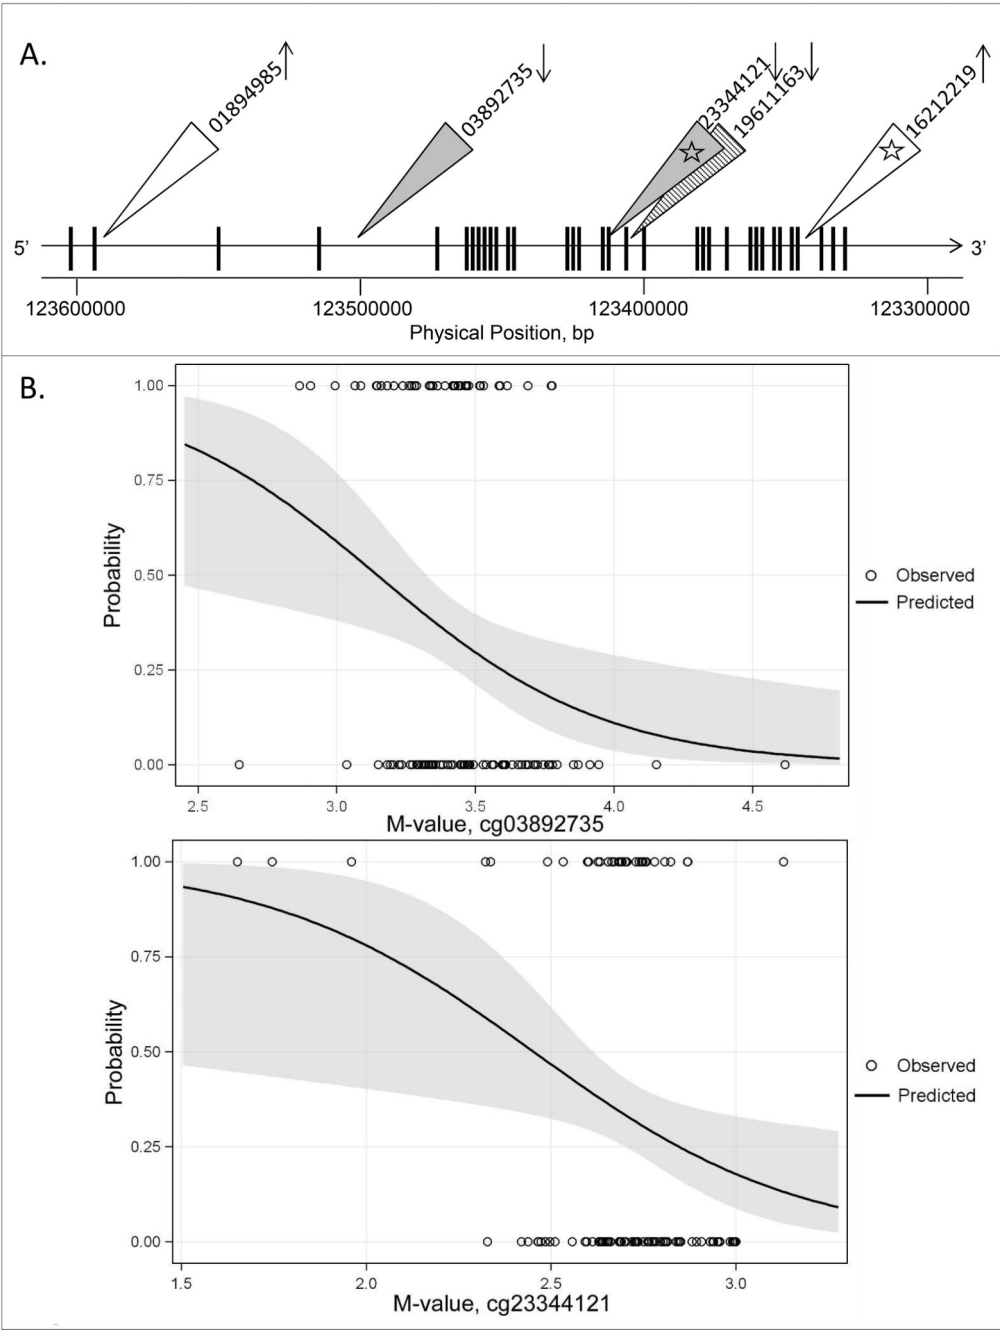 A.
01894985
03892735
23344121
19611163
16212219
5’
3’
123600000 123500000 123400000 123300000
Physical Position, bp
B.
1.00
0.75
0.50
0.25
0.00
Probability
2.5 3.0 3.5 4.0 4.5
M-value, cg03892735
Observed
Predicted
1.00
0.75
0.50
0.25
0.00
Probability
1.5 2.0 2.5 3.0
M-value, cg23344121
Observed
Predicted